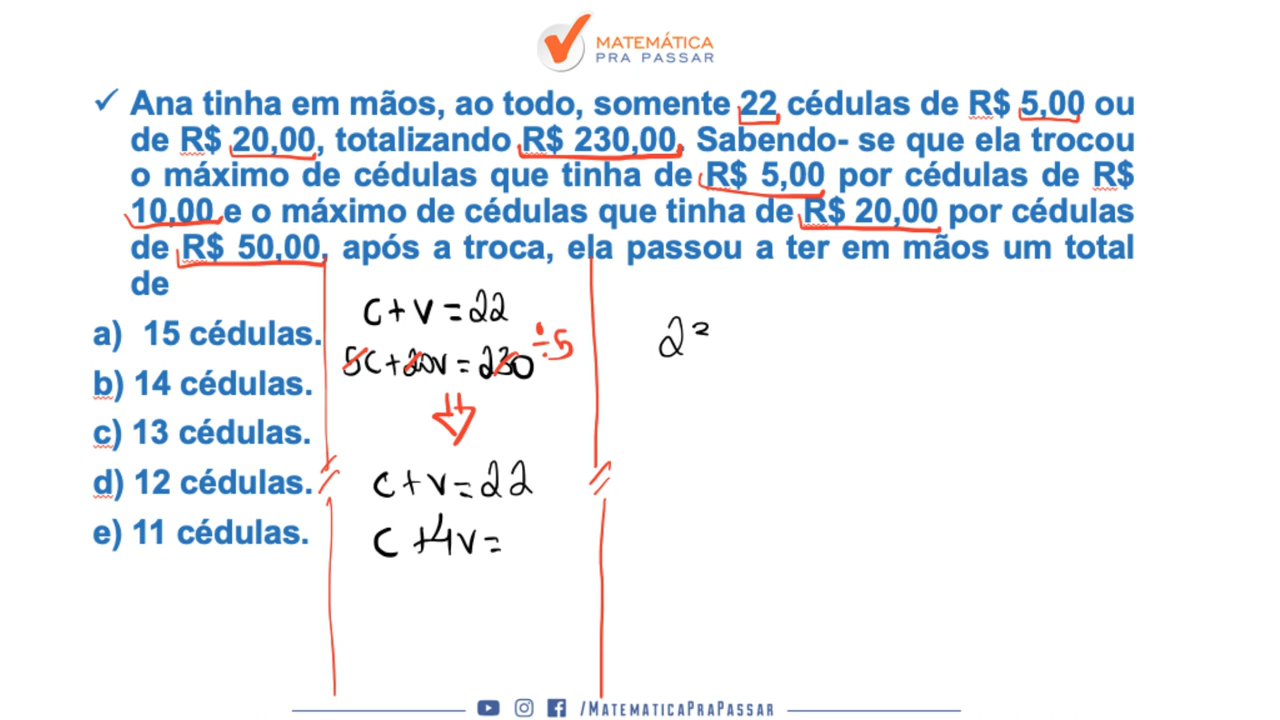 MATEMÁTICA
PRA PASSAR
✓ Ana tinha em mãos, ao todo, somente 22 cédulas de R$ 5,00 ou
de R$ 20,00, totalizando R$ 230,00. Sabendo- se que ela trocou
o máximo de cédulas que tinha de R$ 5,00 por cédulas de R$
10,00 e o máximo de cédulas que tinha de R$ 20,00 por cédulas
de R$ 50,00, após a troca, ela passou a ter em mãos um total
de
a) 15 cédulas.
b) 14 cédulas.
c) 13 cédulas.
d) 12 cédulas.
e) 11 cédulas.
C+V=22
5C+20V=230 ÷5
C+V=22
C+4V=
/MATEMATICAPRAPASSAR